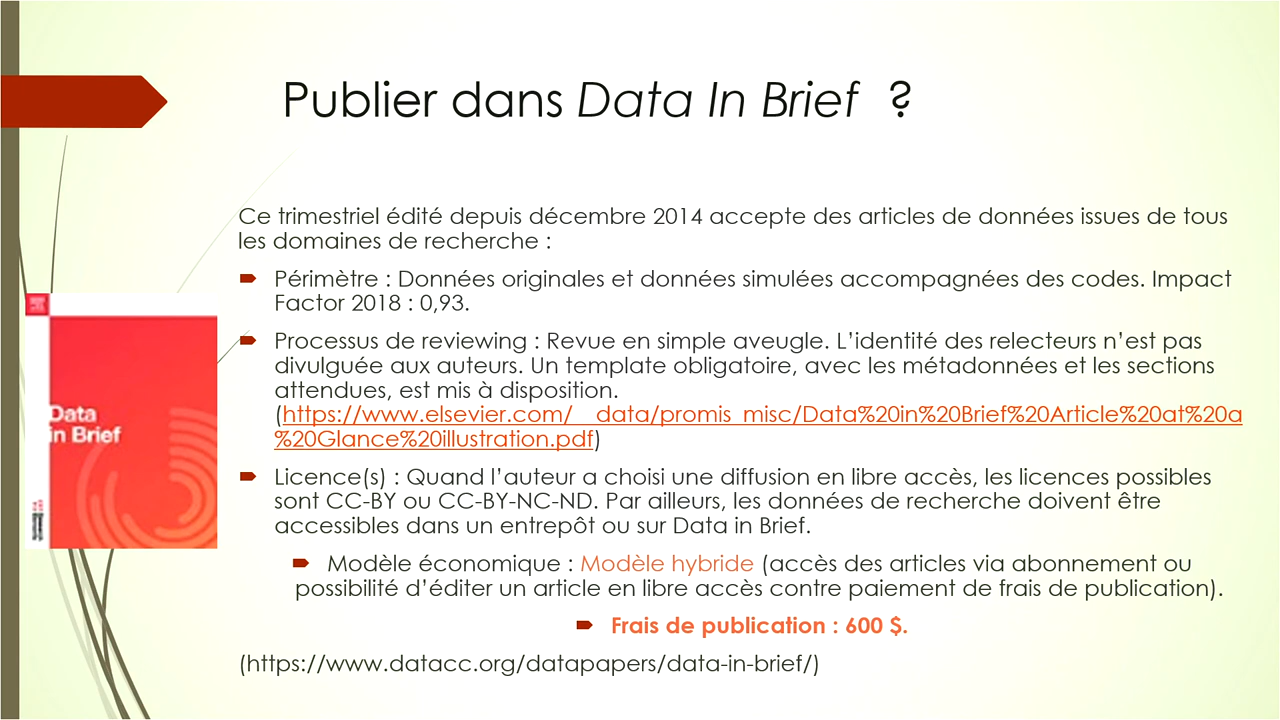 Publier dans Data In Brief ?
Ce trimestriel édité depuis décembre 2014 accepte des articles de données issues de tous
les domaines de recherche :
Périmètre : Données originales et données simulées accompagnées des codes. Impact
Factor 2018 : 0,93.
Processus de reviewing : Revue en simple aveugle. L’identité des relecteurs n’est pas
divulguée aux auteurs. Un template obligatoire, avec les métadonnées et les sections
attendues, est mis à disposition.
(https://www.elsevier.com/__data/promis_misc/Data%20in%20Brief%20Article%20at%20a
%20Glance%20illustration.pdf)
Data
in Brief
Licence(s) : Quand l’auteur a choisi une diffusion en libre accès, les licences possibles
sont CC-BY ou CC-BY-NC-ND. Par ailleurs, les données de recherche doivent être
accessibles dans un entrepôt ou sur Data in Brief.
Modèle économique : Modèle hybride (accès des articles via abonnement ou
possibilité d’éditer un article en libre accès contre paiement de frais de publication).
Frais de publication : 600 $.
(https://www.datacc.org/datapapers/data-in-brief/)